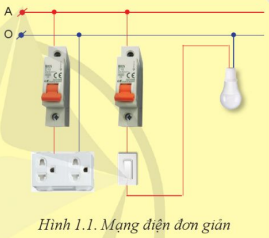 A
O
Hình 1.1. Mạng điện đơn giản